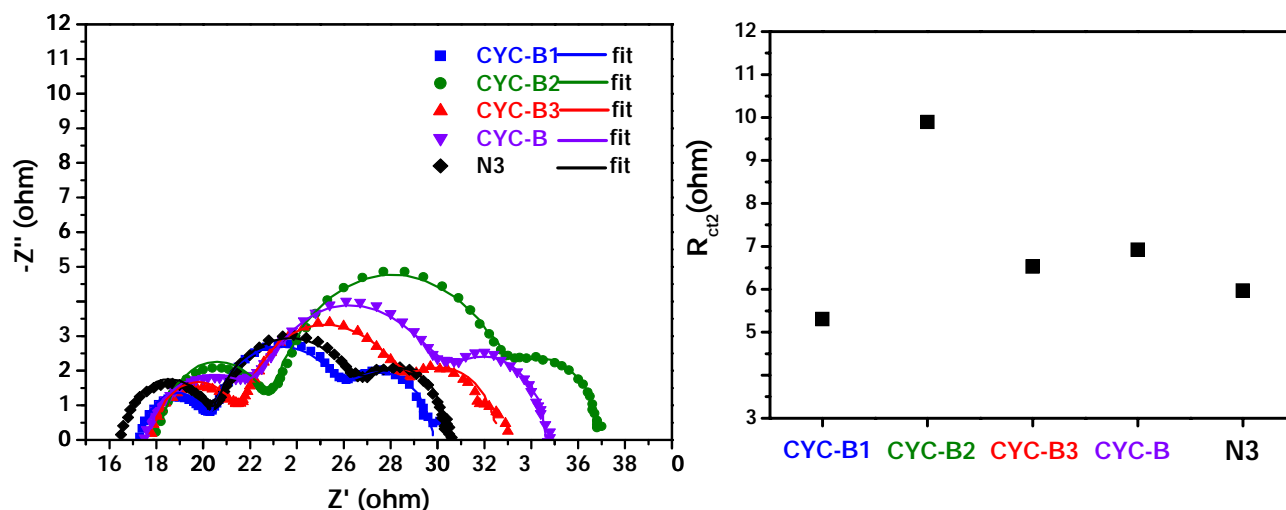 12
11
10
9
8
7
6
5
3
2
1
0
-Z'' (ohm)
CYC-B1 fit
CYC-B2 fit
CYC-B3 fit
CYC-B fit
N3 fit
16 18 20 22 2 26 28 30 32 3 36 38 0
Z' (ohm)
12
11
10
9
8
7
6
5
3
Rct2(ohm)
CYC-B1 CYC-B2 CYC-B3 CYC-B N3